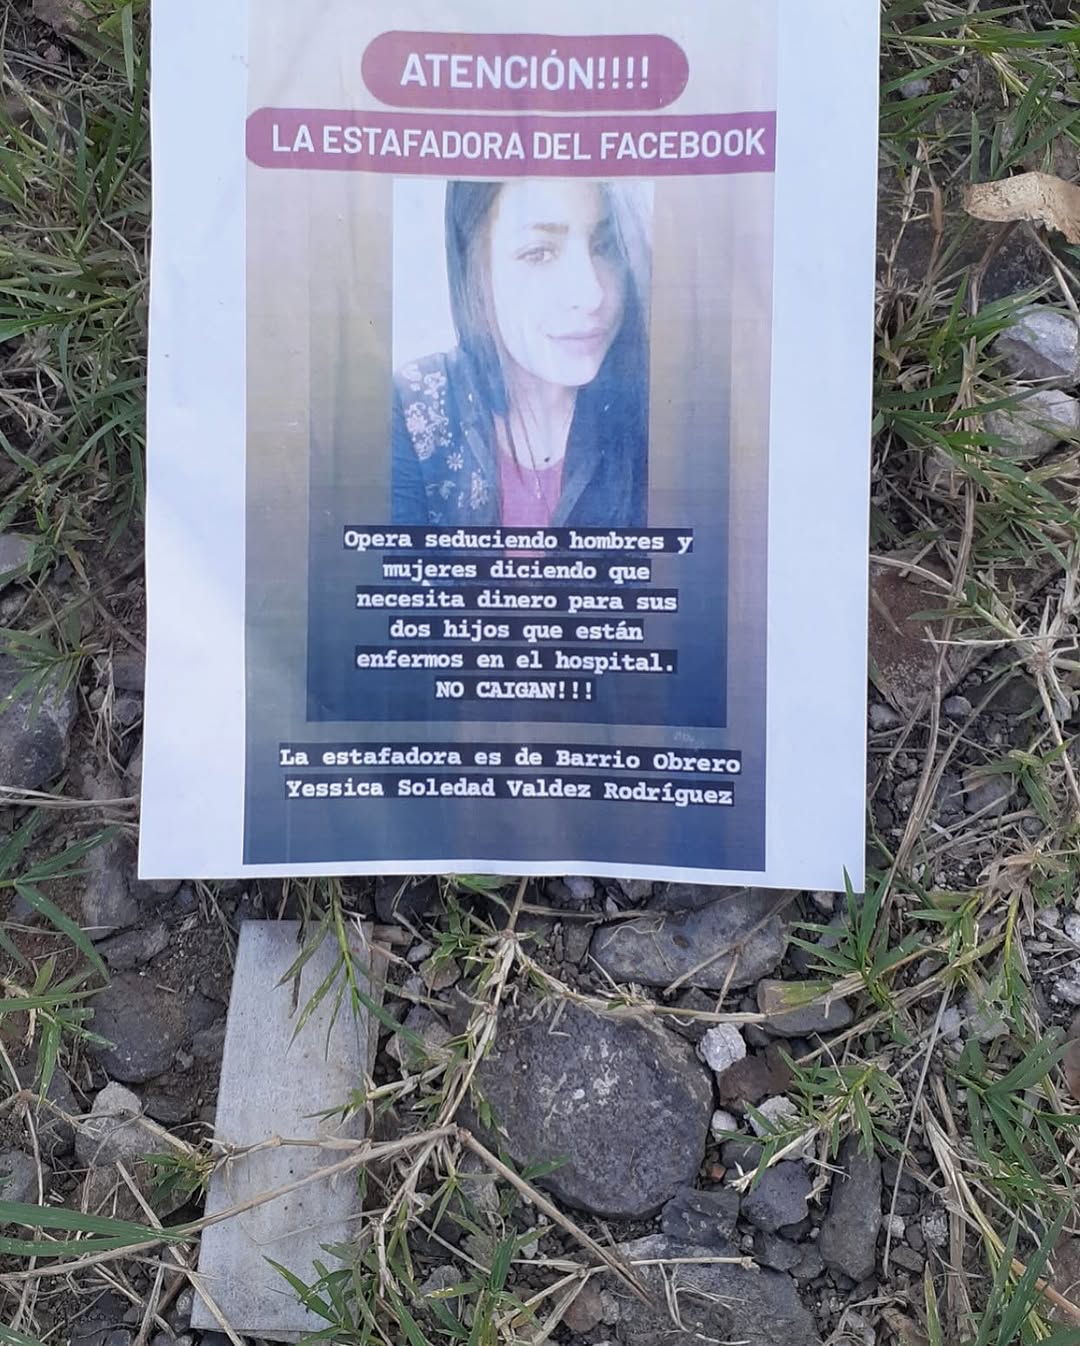 ATENCIÓN!!!!
LA ESTAFADORA DEL FACEBOOK
Opera seduciendo hombres y
mujeres diciendo que
necesita dinero para sus
dos hijos que están
enfermos en el hospital.
NO CAIGAN!!!
La estafadora es de Barrio Obrero
Yessica Soledad Valdez Rodríguez